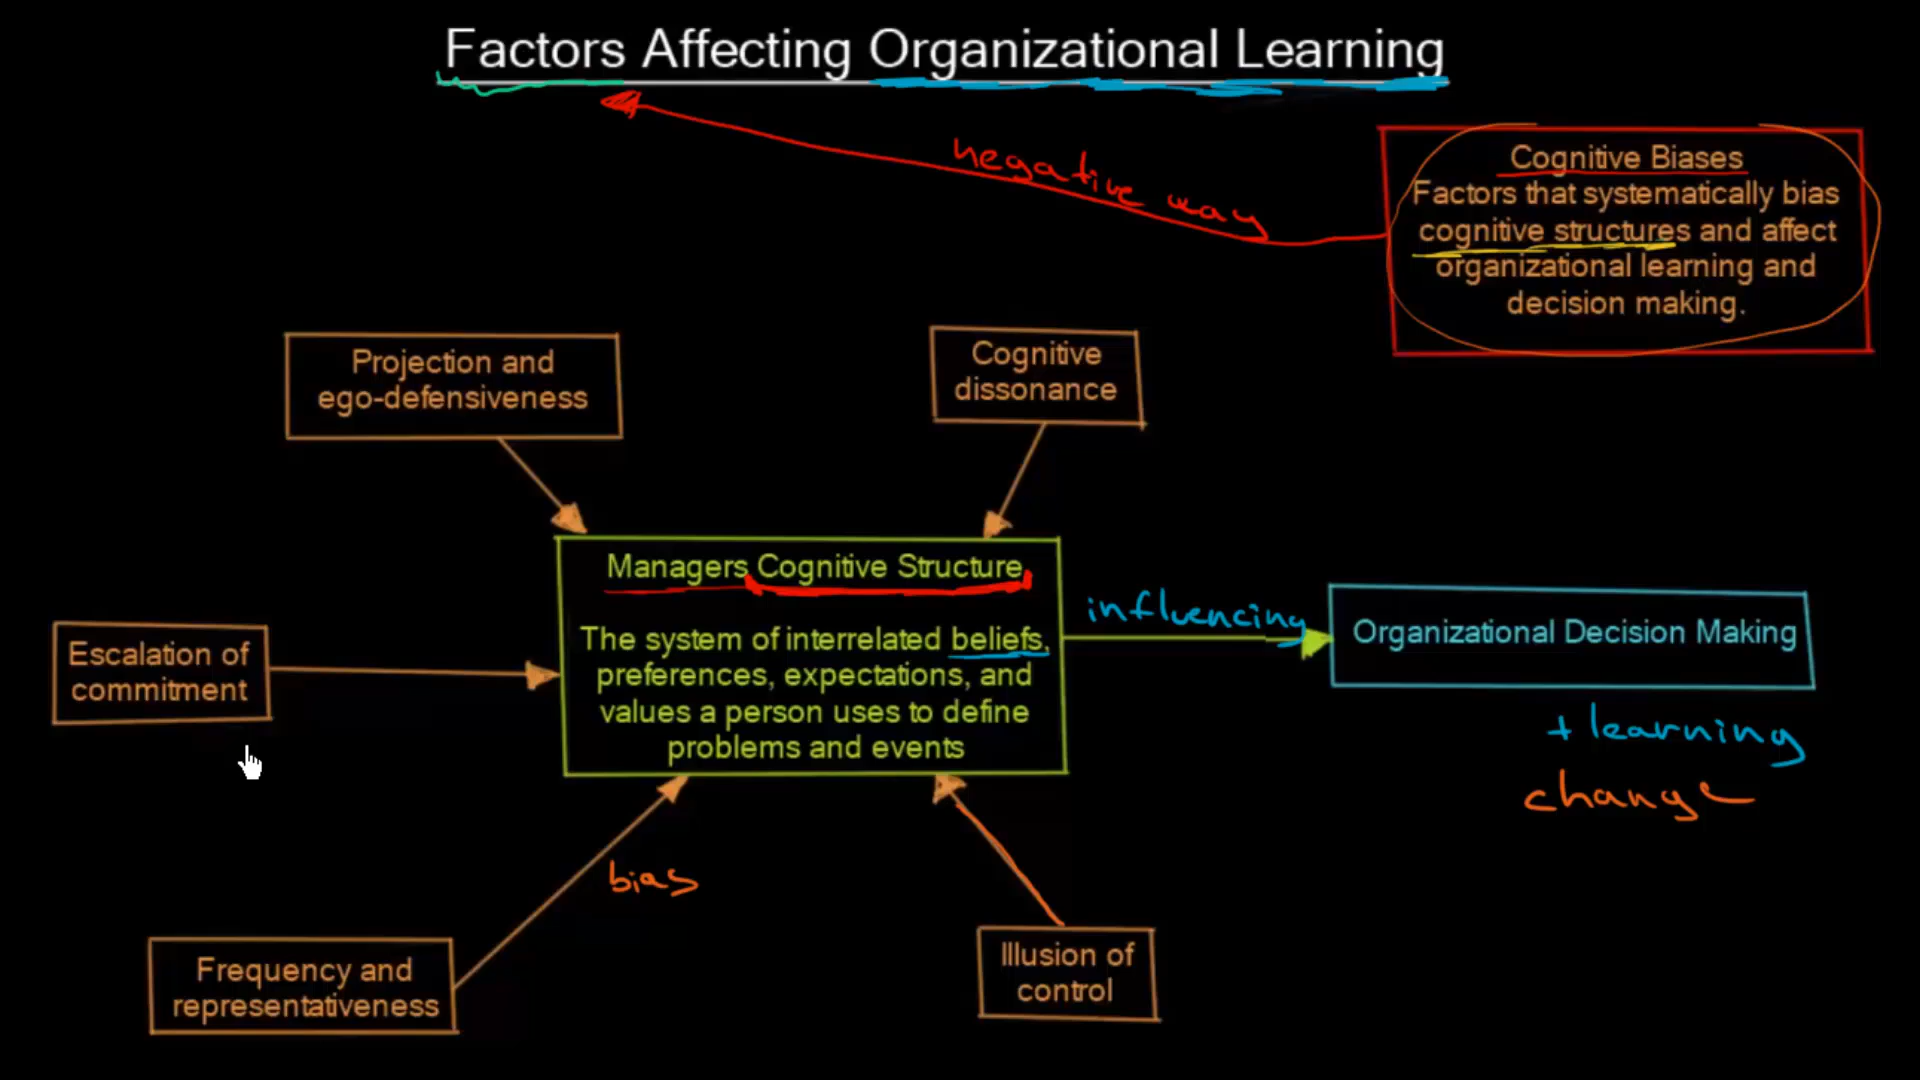 Factors Affecting Organizational Learning
negative way
Cognitive Biases
Factors that systematically bias
cognitive structures and affect
organizational learning and
decision making.
Projection and
ego-defensiveness
Cognitive
dissonance
Managers Cognitive Structure
The system of interrelated beliefs,
preferences, expectations, and
values a person uses to define
problems and events
influencing
Organizational Decision Making
+ learning
change
Escalation of
commitment
bias
Frequency and
representativeness
Illusion of
control